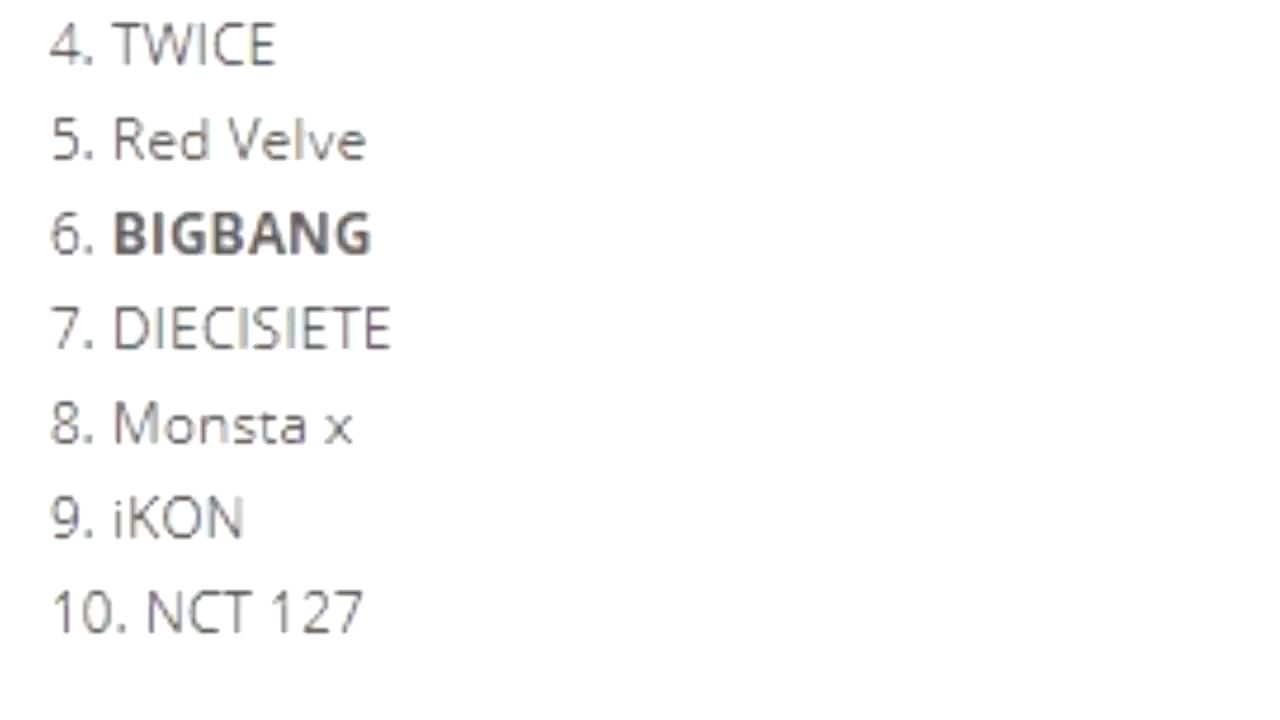 4. TWICE
5. Red Velve
6. BIGBANG
7. DIECISIETE
8. Monsta x
9. iKON
10. NCT 127